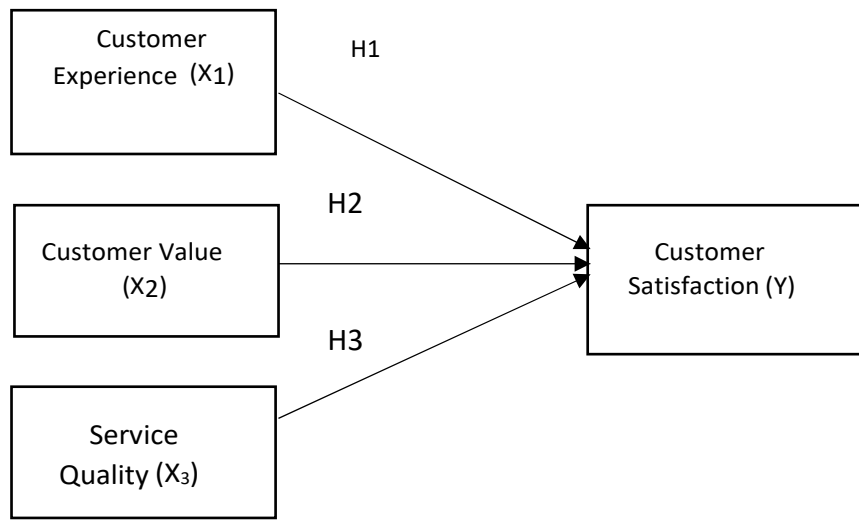 Customer
Experience (X1)
H1
H2
Customer Value
(X2)
Customer
Satisfaction (Y)
H3
Service
Quality (X₃)